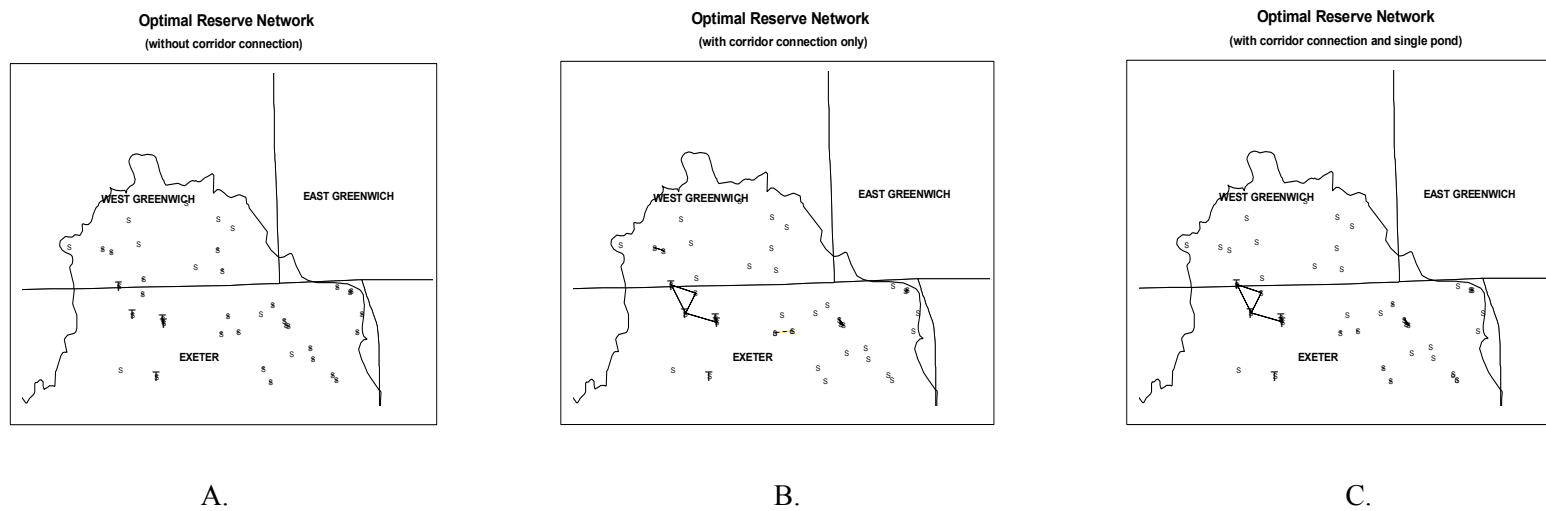 Optimal Reserve Network
(without corridor connection)
WEST GREENWICH
EAST GREENWICH
EXETER
A.
Optimal Reserve Network
(with corridor connection only)
WEST GREENWICH
EAST GREENWICH
EXETER
B.
Optimal Reserve Network
(with corridor connection and single pond)
WEST GREENWICH
EAST GREENWICH
EXETER
C.